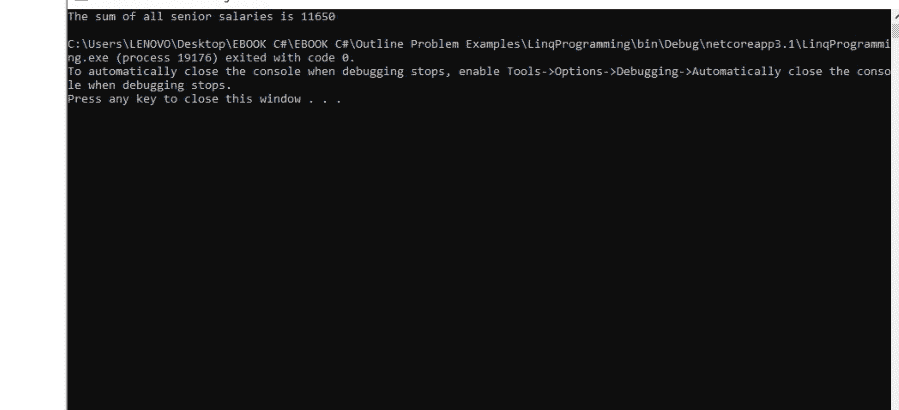 The sum of all senior salaries is 11650
C:\Users\LENOVO\Desktop\EBOOK C#\EBOOK C#\Outline Problem Examples\LinqProgramming\bin\Debug\netcoreapp3.1\LinqProgrammi
ng.exe (process 19176) exited with code 0.
To automatically close the console when debugging stops, enable Tools->Options->Debugging->Automatically close the conso
le when debugging stops.
Press any key to close this window . . .